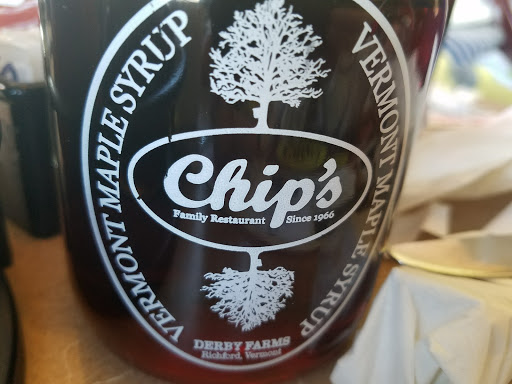 VERMONT MAPLE SYRUP
VERMONT MAPLE SYRUP
Chip's
Family Restaurant Since 1966
DERBY FARMS
Richford, Vermont